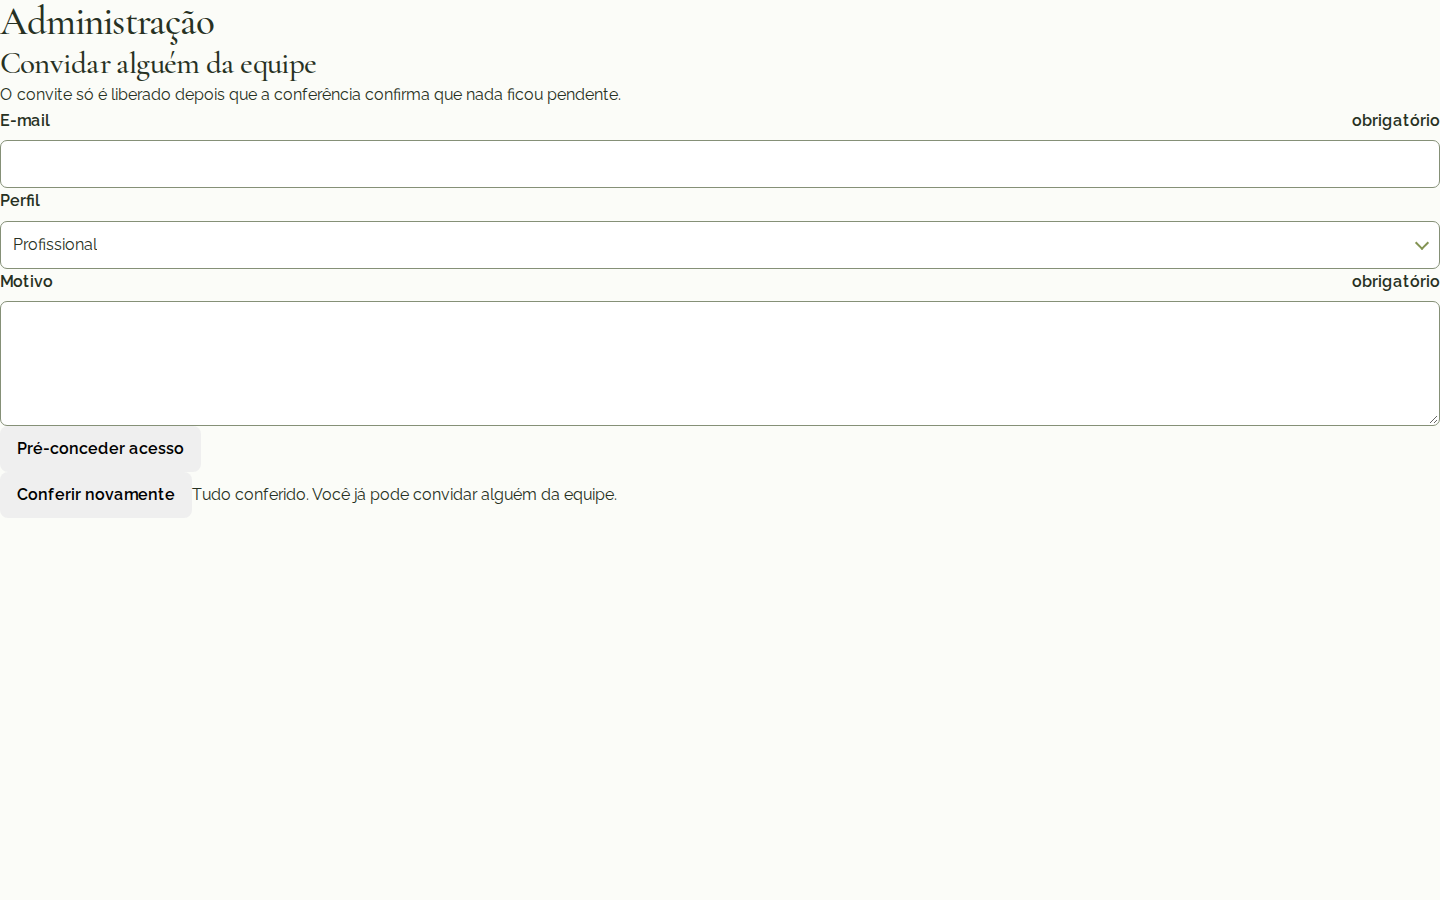 Administração
Convidar alguém da equipe
O convite só é liberado depois que a conferência confirma que nada ficou pendente.
E-mail obrigatório
Perfil
Profissional
Motivo obrigatório
Pré-conceder acesso
Conferir novamente Tudo conferido. Você já pode convidar alguém da equipe.